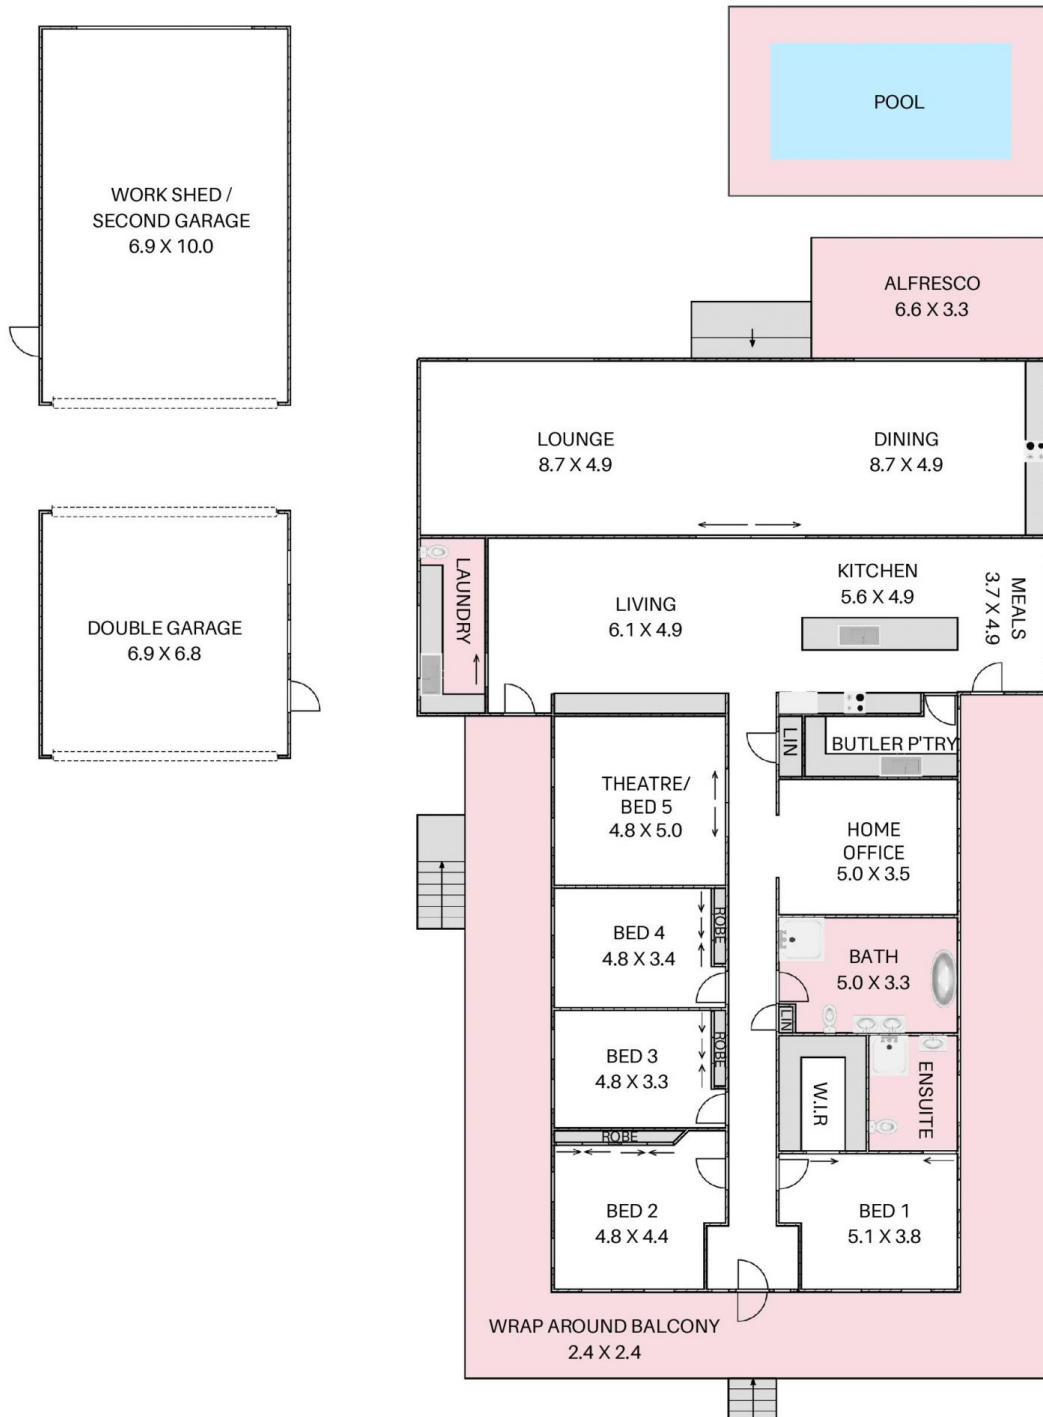 POOL
WORK SHED /
SECOND GARAGE
6.9 X 10.0
ALFRESCO
6.6 X 3.3
LOUNGE
8.7 X 4.9
DINING
8.7 X 4.9
DOUBLE GARAGE
6.9 X 6.8
LAUNDRY
LIVING
6.1 X 4.9
KITCHEN
5.6 X 4.9
MEALS
3.7 X 4.9
LIN
BUTLER P'TRY
THEATRE/
BED 5
4.8 X 5.0
HOME
OFFICE
5.0 X 3.5
BED 4
4.8 X 3.4
ROBE
BATH
5.0 X 3.3
LIN
BED 3
4.8 X 3.3
ROBE
W.I.R
ENSUITE
ROBE
BED 2
4.8 X 4.4
BED 1
5.1 X 3.8
WRAP AROUND BALCONY
2.4 X 2.4